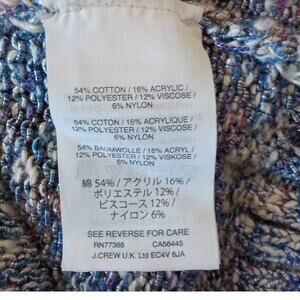 54% COTTON / 16% ACRYLIC /
12% POLYESTER / 12% VISCOSE /
6% NYLON
54% COTON / 16% ACRYLIQUE /
12% POLYESTER / 12% VISCOSE /
6% NYLON
54% BAUMWOLLE / 16% ACRYL /
12% POLYESTER / 12% VISKOSE /
6% NYLON
綿 54% / アクリル 16% /
ポリエステル 12% /
ビスコース 12% /
ナイロン 6%
SEE REVERSE FOR CARE
RN77388 CA56445
J.CREW U.K. Ltd EC4V 6JA